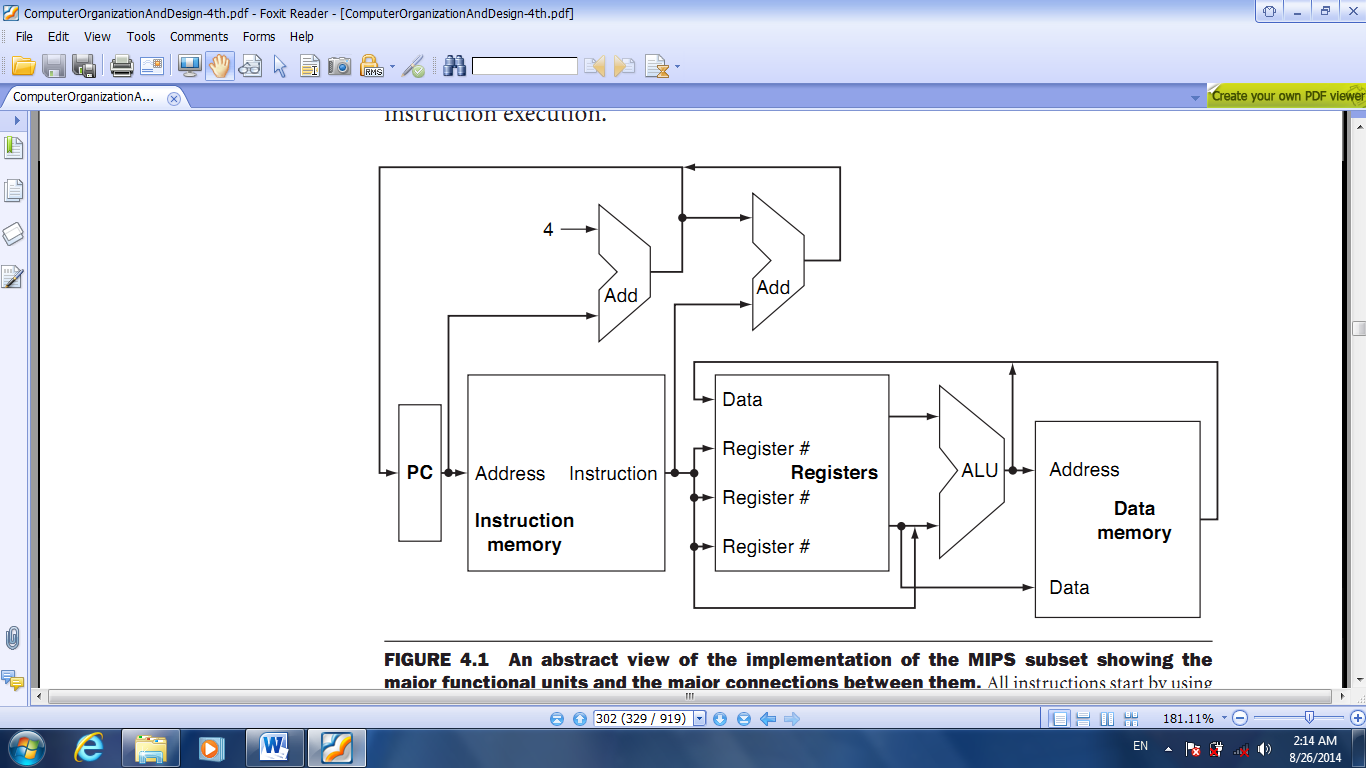 ComputerOrganizationAndDesign-4th.pdf - Foxit Reader - [ComputerOrganizationAndDesign-4th.pdf]
File Edit View Tools Comments Forms Help
RMS
ComputerOrganizationA...
Create your own PDF viewer
instruction execution.
4
Add
Add
Data
Register #
PC
Address Instruction
Registers
ALU
Address
Register #
Instruction
memory
Data
memory
Register #
Data
FIGURE 4.1 An abstract view of the implementation of the MIPS subset showing the
major functional units and the major connections between them. All instructions start by using
302 (329 / 919)
181.11%
EN
2:14 AM
8/26/2014